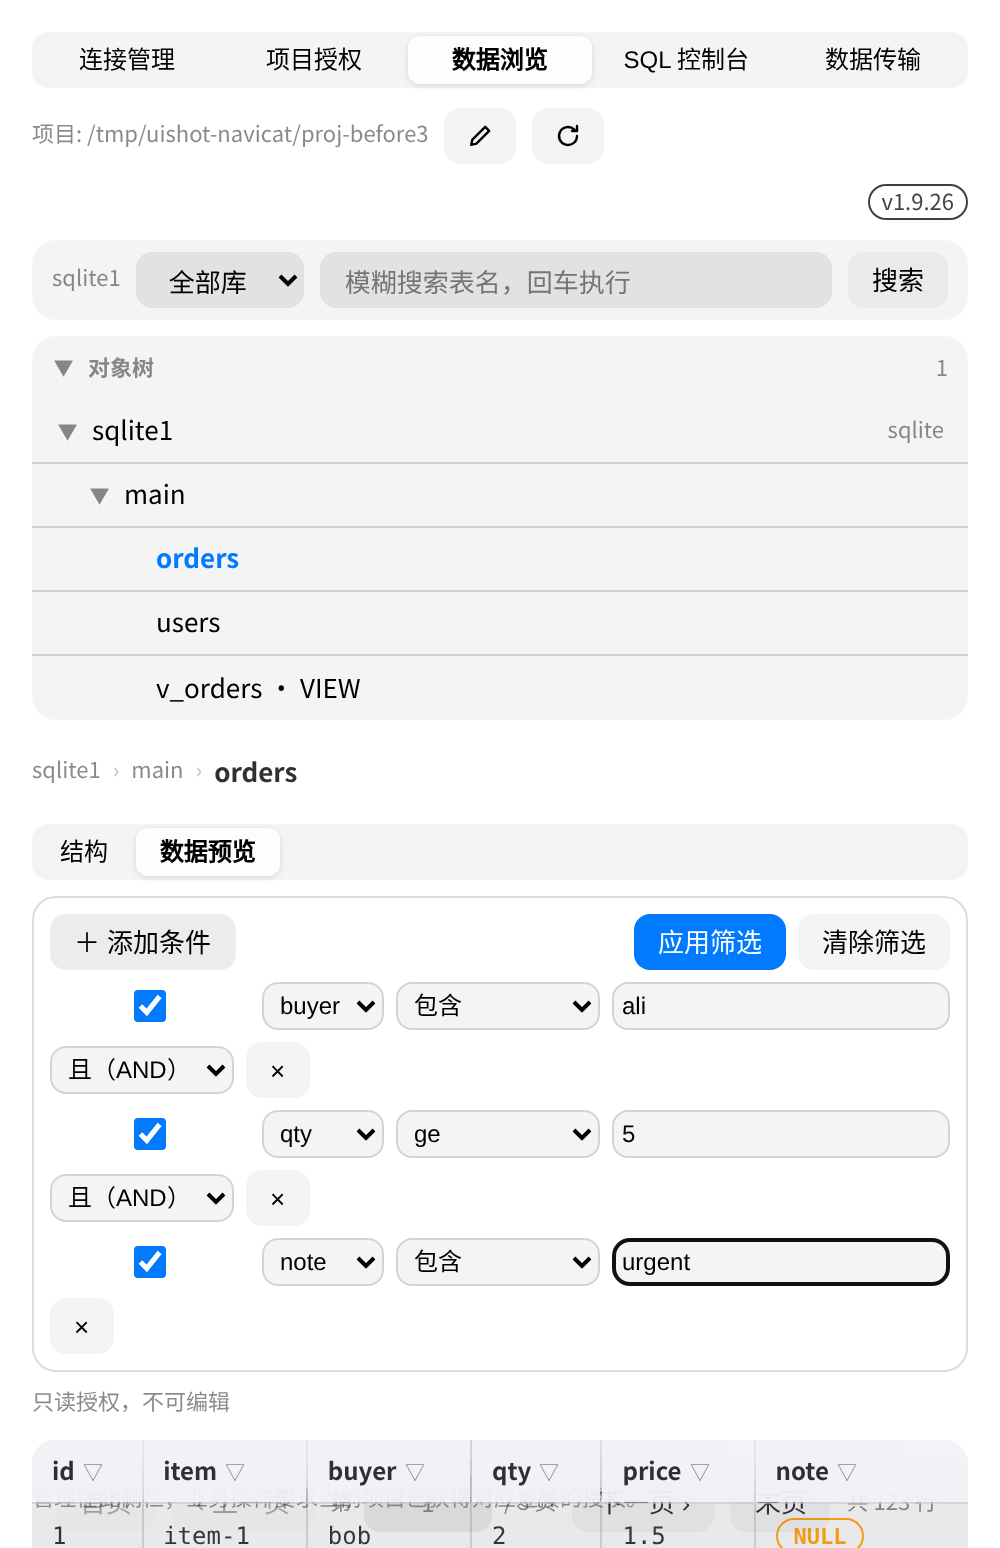 连接管理 项目授权 数据浏览 SQL 控制台 数据传输
项目: /tmp/uishot-navicat/proj-before3
v1.9.26
sqlite1 全部库 模糊搜索表名，回车执行 搜索
▼ 对象树 1
▼ sqlite1 sqlite
▼ main
orders
users
v_orders • VIEW
sqlite1 › main › orders
结构 数据预览
＋ 添加条件 应用筛选 清除筛选
buyer 包含 ali
且（AND） ×
qty ge 5
且（AND） ×
note 包含 urgent
×
只读授权，不可编辑
id ▽ item ▽ buyer ▽ qty ▽ price ▽ note ▽
末页 共 123 行
1 item-1 bob 2 1.5 NULL